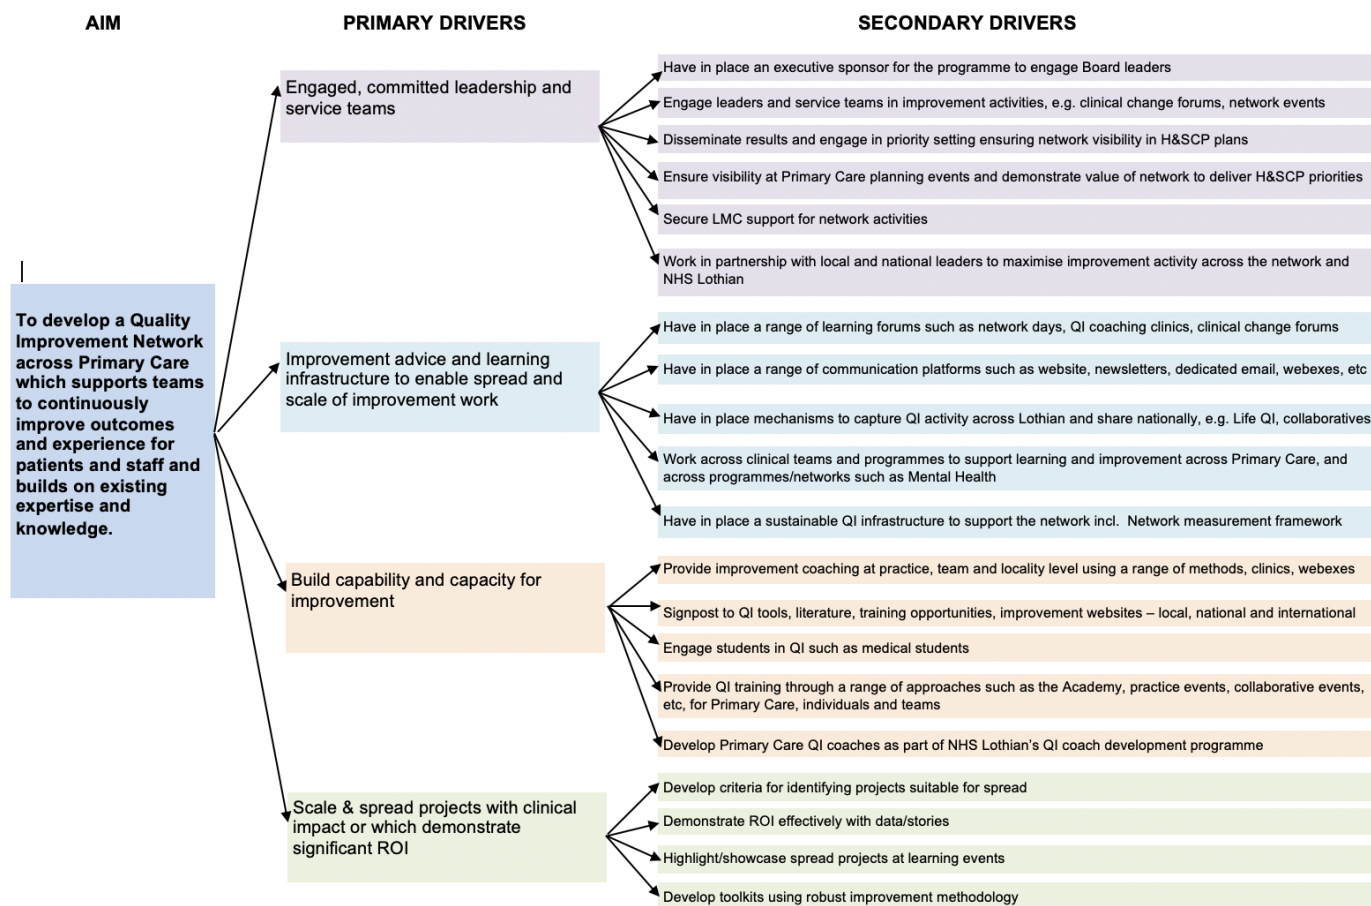 AIM
PRIMARY DRIVERS
SECONDARY DRIVERS
To develop a Quality
Improvement Network
across Primary Care
which supports teams
to continuously
improve outcomes
and experience for
patients and staff and
builds on existing
expertise and
knowledge.
Engaged, committed leadership and
service teams
Have in place an executive sponsor for the programme to engage Board leaders
Engage leaders and service teams in improvement activities, e.g. clinical change forums, network events
Disseminate results and engage in priority setting ensuring network visibility in H&SCP plans
Ensure visibility at Primary Care planning events and demonstrate value of network to deliver H&SCP priorities
Secure LMC support for network activities
Work in partnership with local and national leaders to maximise improvement activity across the network and
NHS Lothian
Improvement advice and learning
infrastructure to enable spread and
scale of improvement work
Have in place a range of learning forums such as network days, QI coaching clinics, clinical change forums
Have in place a range of communication platforms such as website, newsletters, dedicated email, webexes, etc
Have in place mechanisms to capture QI activity across Lothian and share nationally, e.g. Life QI, collaboratives
Work across clinical teams and programmes to support learning and improvement across Primary Care, and
across programmes/networks such as Mental Health
Have in place a sustainable QI infrastructure to support the network incl. Network measurement framework
Build capability and capacity for
improvement
Provide improvement coaching at practice, team and locality level using a range of methods, clinics, webexes
Signpost to QI tools, literature, training opportunities, improvement websites – local, national and international
Engage students in QI such as medical students
Provide QI training through a range of approaches such as the Academy, practice events, collaborative events,
etc, for Primary Care, individuals and teams
Develop Primary Care QI coaches as part of NHS Lothian's QI coach development programme
Scale & spread projects with clinical
impact or which demonstrate
significant ROI
Develop criteria for identifying projects suitable for spread
Demonstrate ROI effectively with data/stories
Highlight/showcase spread projects at learning events
Develop toolkits using robust improvement methodology